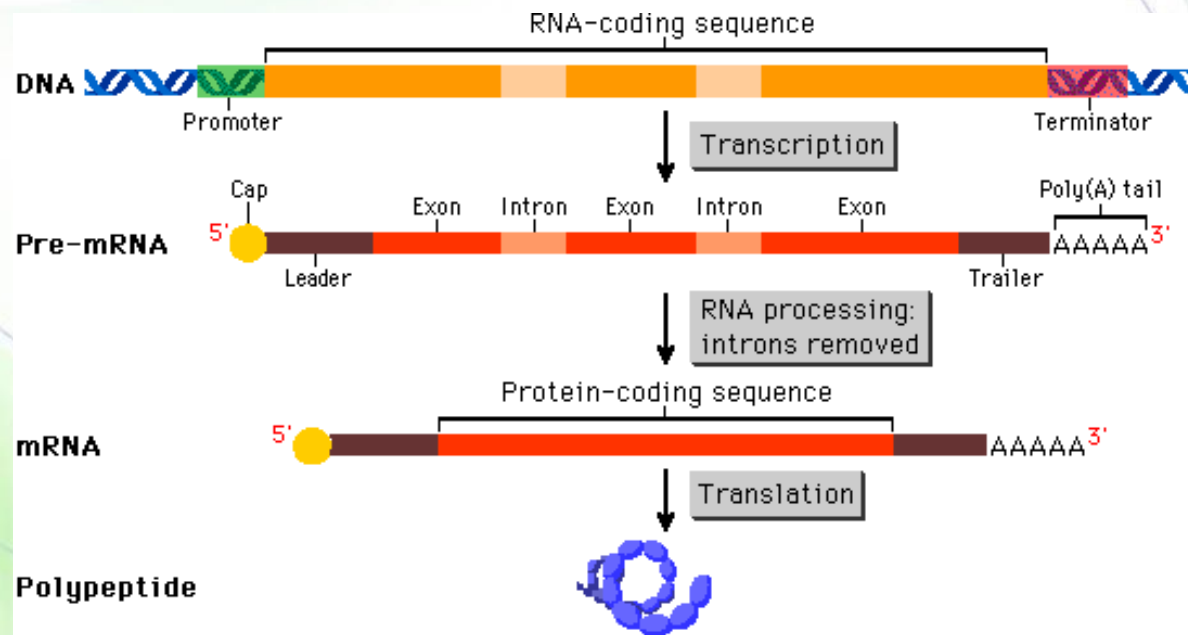 RNA-coding sequence
DNA
Promoter
Terminator
Transcription
Cap
Exon
Intron
Exon
Intron
Exon
Poly(A) tail
5'
Pre-mRNA
AAAAA
3'
Leader
Trailer
RNA processing:
introns removed
Protein-coding sequence
5'
mRNA
AAAAA
3'
Translation
Polypeptide